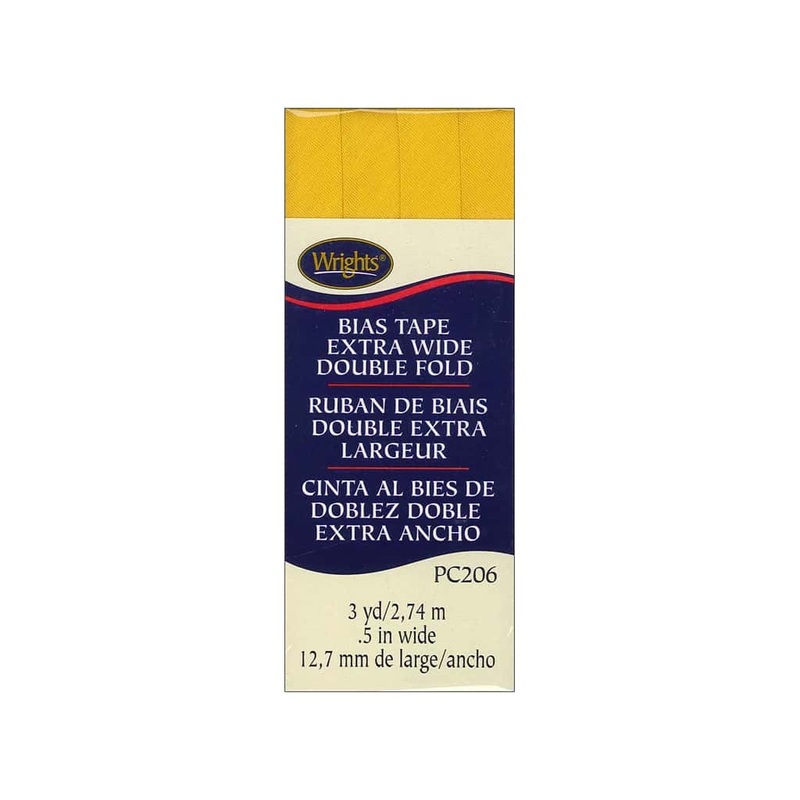 Wrights®
BIAS TAPE
EXTRA WIDE
DOUBLE FOLD
RUBAN DE BIAIS
DOUBLE EXTRA
LARGEUR
CINTA AL BIES DE
DOBLEZ DOBLE
EXTRA ANCHO
PC206
3 yd/2,74 m
.5 in wide
12,7 mm de large/ancho